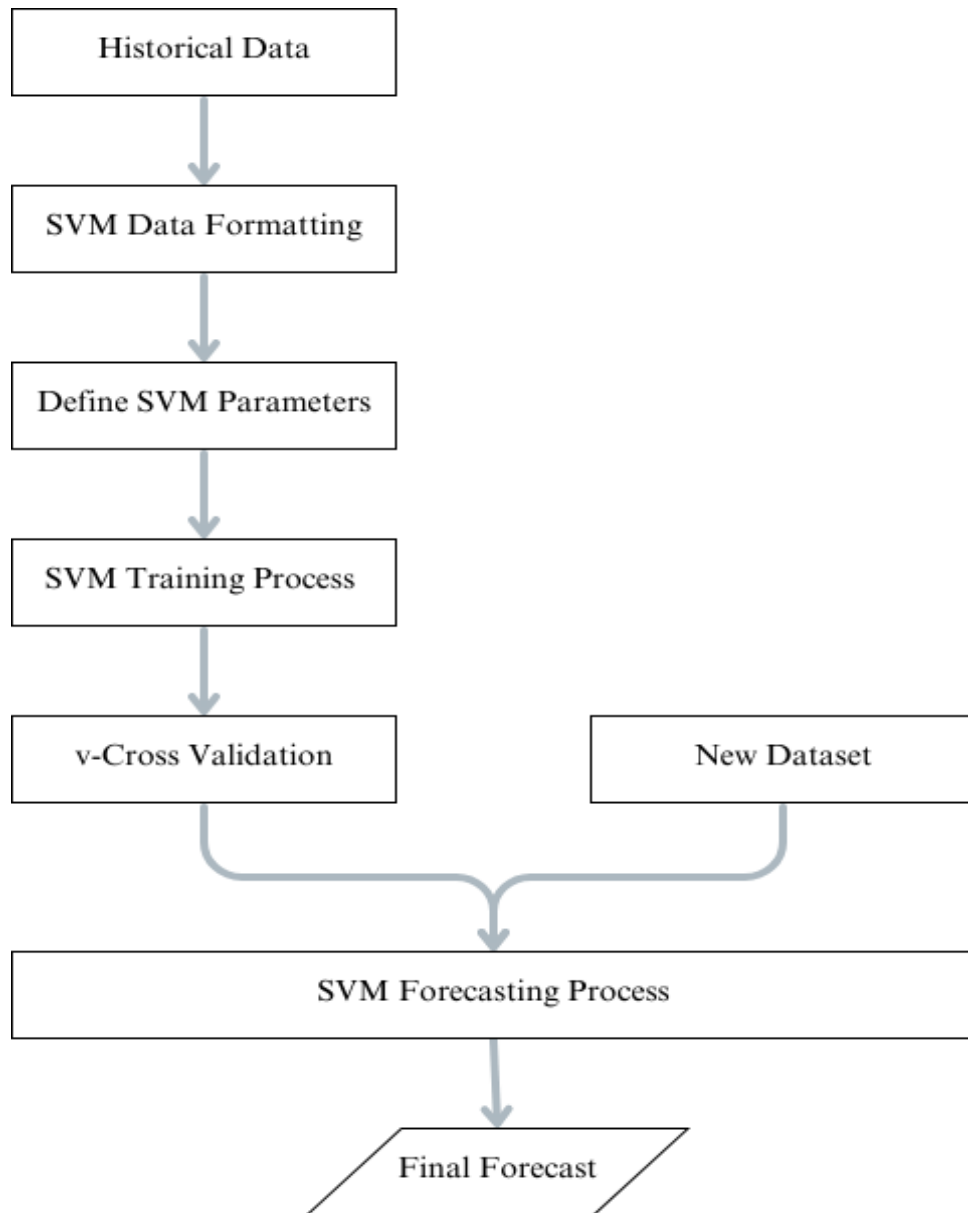 Historical Data
SVM Data Formatting
Define SVM Parameters
SVM Training Process
v-Cross Validation
New Dataset
SVM Forecasting Process
Final Forecast